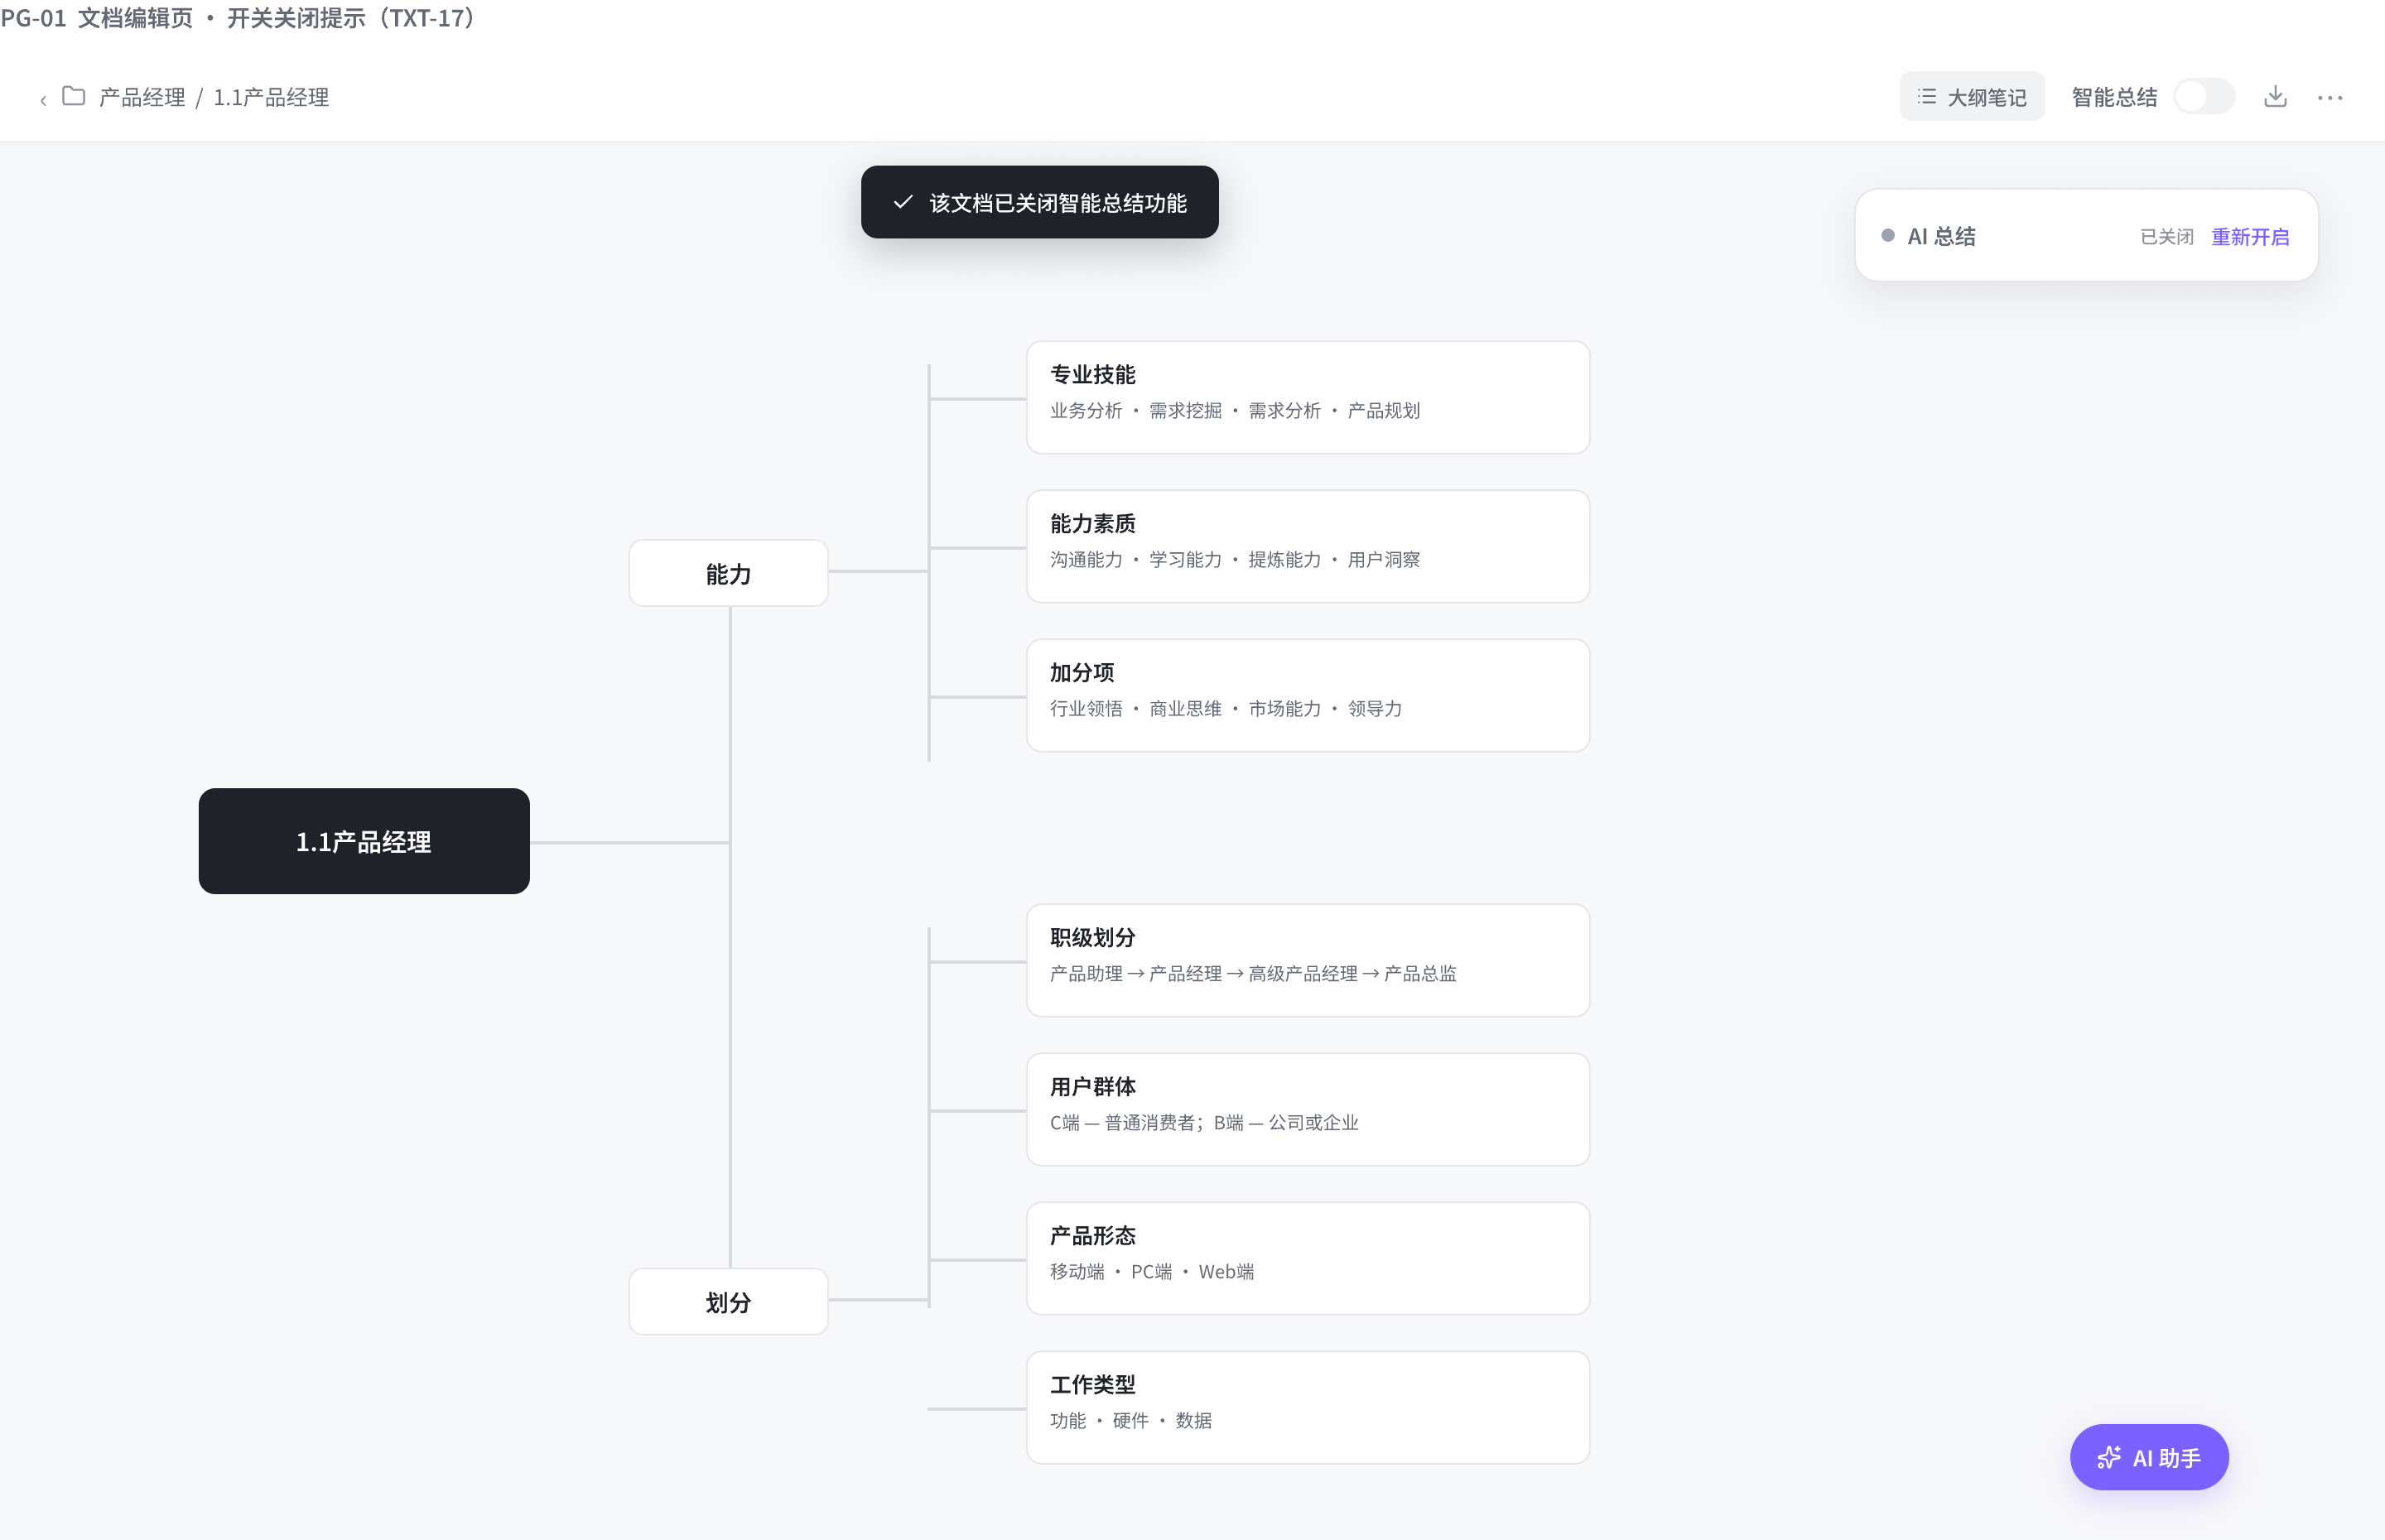 PG-01 文档编辑页 · 开关关闭提示（TXT-17）
‹ 产品经理 / 1.1产品经理
大纲笔记
智能总结
该文档已关闭智能总结功能
AI 总结
已关闭 重新开启
专业技能
业务分析 · 需求挖掘 · 需求分析 · 产品规划
能力素质
沟通能力 · 学习能力 · 提炼能力 · 用户洞察
能力
加分项
行业领悟 · 商业思维 · 市场能力 · 领导力
1.1产品经理
职级划分
产品助理→产品经理→高级产品经理→产品总监
用户群体
C端 — 普通消费者；B端 — 公司或企业
产品形态
移动端 · PC端 · Web端
划分
工作类型
功能 · 硬件 · 数据
AI 助手